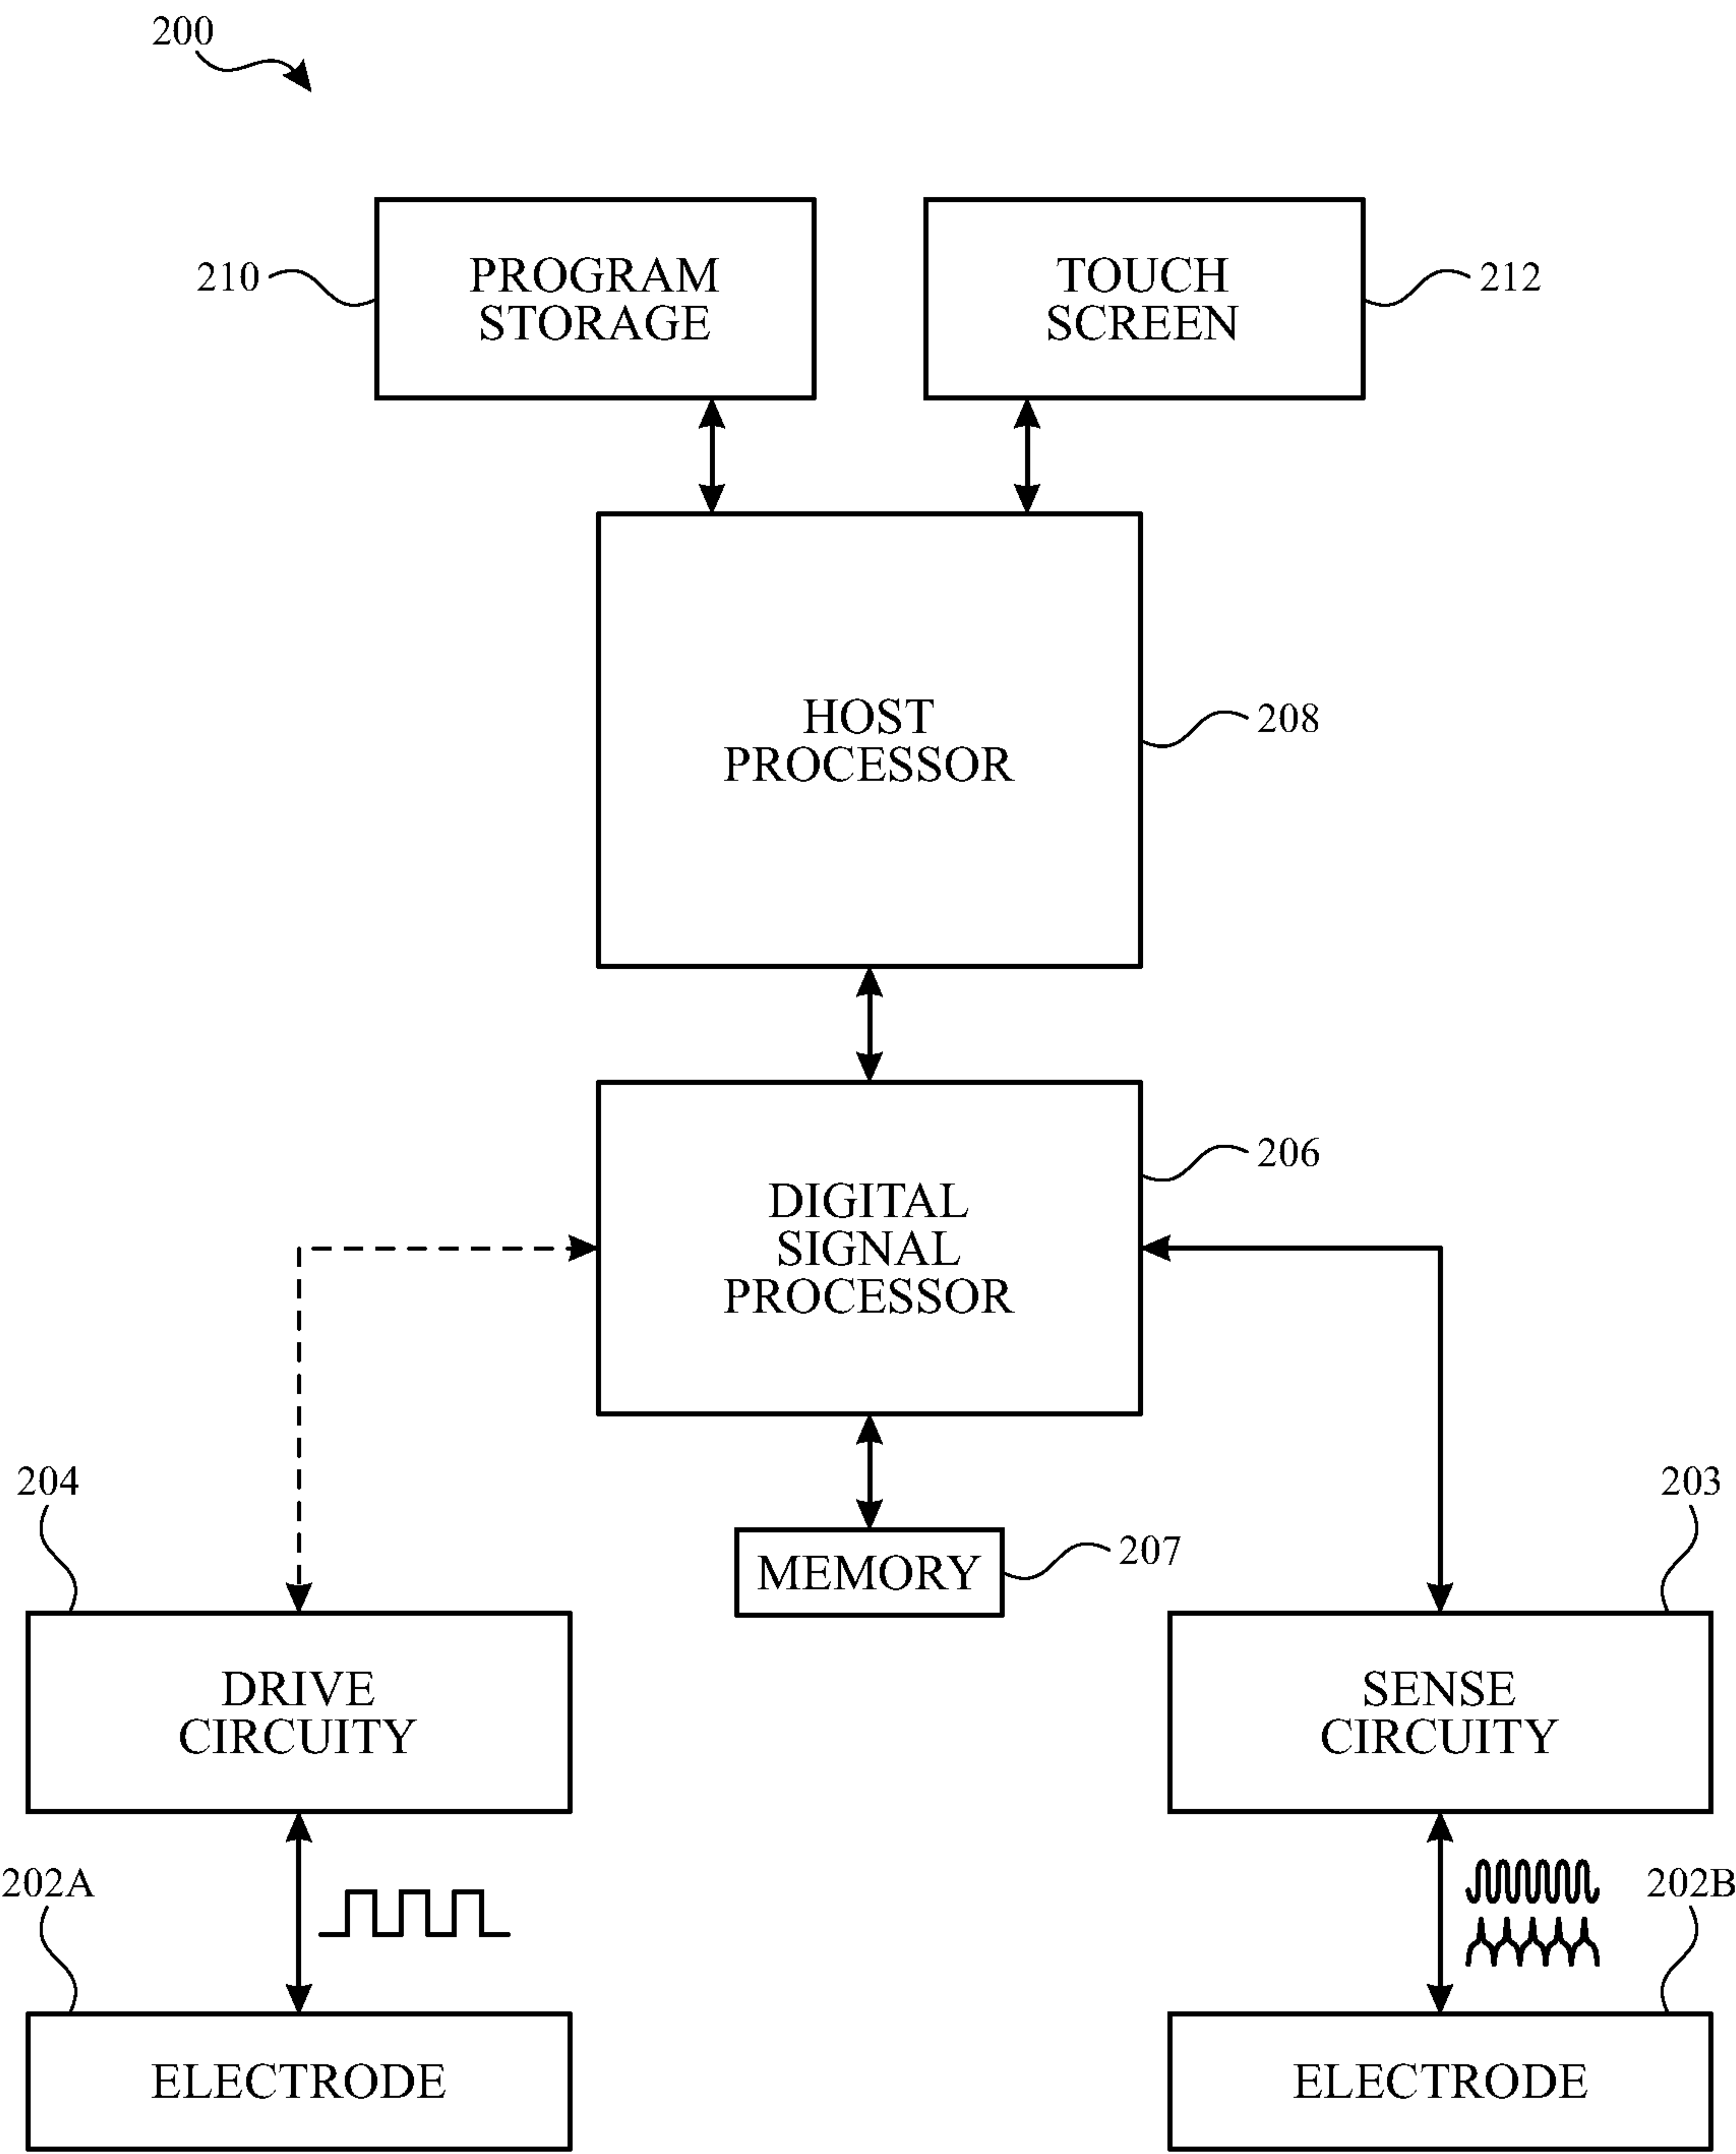 200
210
PROGRAM
STORAGE
TOUCH
SCREEN
212
HOST
PROCESSOR
208
206
DIGITAL
SIGNAL
PROCESSOR
204
203
MEMORY
207
DRIVE
CIRCUITY
SENSE
CIRCUITY
202A
202B
ELECTRODE
ELECTRODE